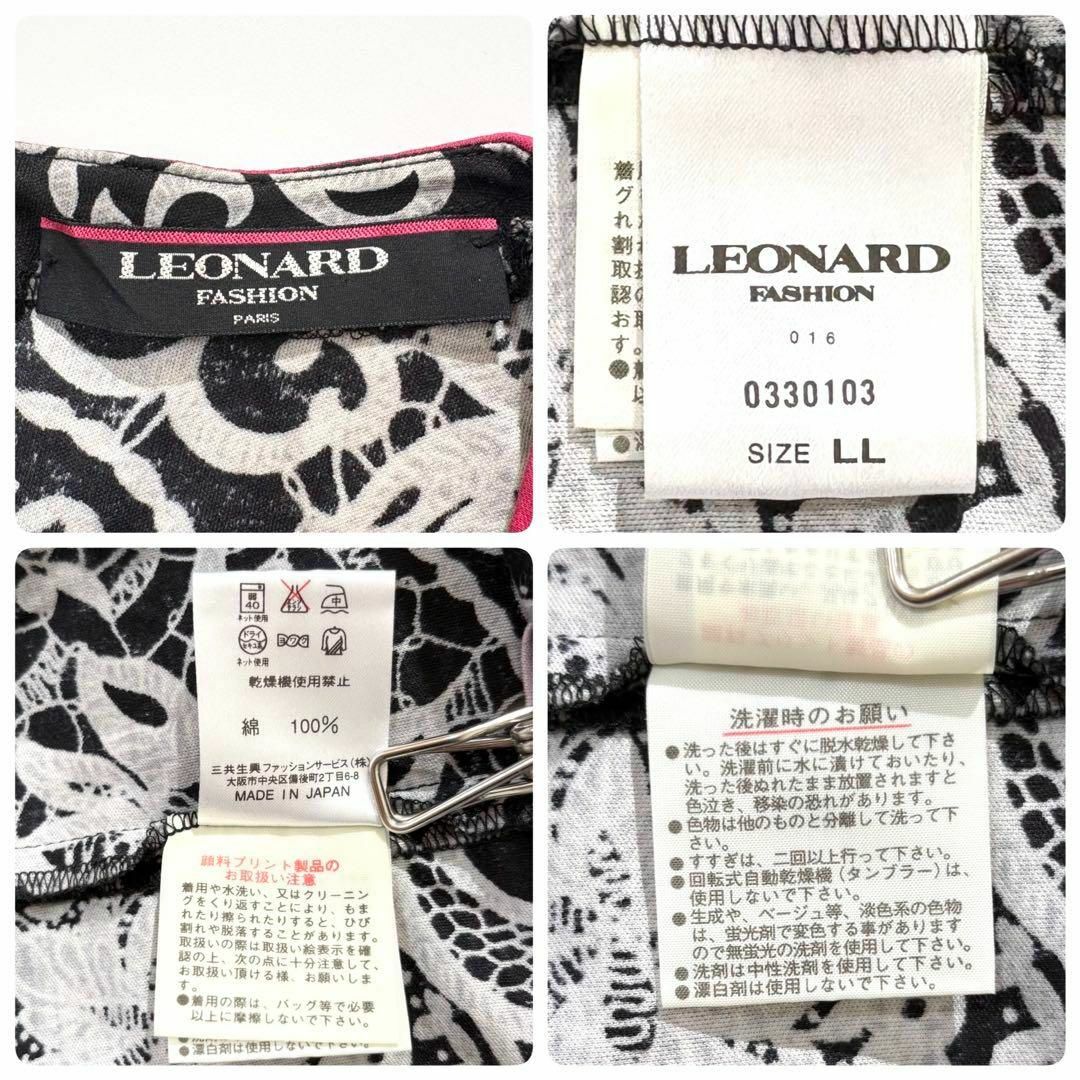 LEONARD
FASHION
PARIS
LEONARD
FASHION
016
0330103
SIZE LL
グ
れ
割
取
認
お
す。
弱
40
ネット使用
中
ドライ
セキユ系
ヨワク
ネット使用
乾燥機使用禁止
綿 100%
三共生興ファッションサービス(株)
大阪市中央区備後町2丁目6-8
MADE IN JAPAN
顔料プリント製品の
お取扱い注意
着用や水洗い、又はクリーニン
グをくり返すことにより、もま
れたり擦られたりすると、ひび
割れや脱落することがあります。
取扱いの際は取扱い絵表示を確
認の上、次の点に十分注意して、
お取扱い頂ける様、お願いしま
す。
●着用の際は、バッグ等で必要
以上に摩擦しないで下さい。
●漂白剤は使用しないで下さい。
洗濯時のお願い
●洗った後はすぐに脱水乾燥して下さ
い。洗濯前に水に漬けておいたり、
洗った後ぬれたまま放置されますと
色泣き、移染の恐れがあります。
●色物は他のものと分離して洗って下
さい。
●すすぎは、二回以上行って下さい。
●回転式自動乾燥機(タンブラー)は、
使用しないで下さい。
●生成や、ベージュ等、淡色系の色物
は、蛍光剤で変色する事があります
ので無蛍光の洗剤を使用して下さい。
●洗剤は中性洗剤を使用して下さい。
●漂白剤は使用しないで下さい。